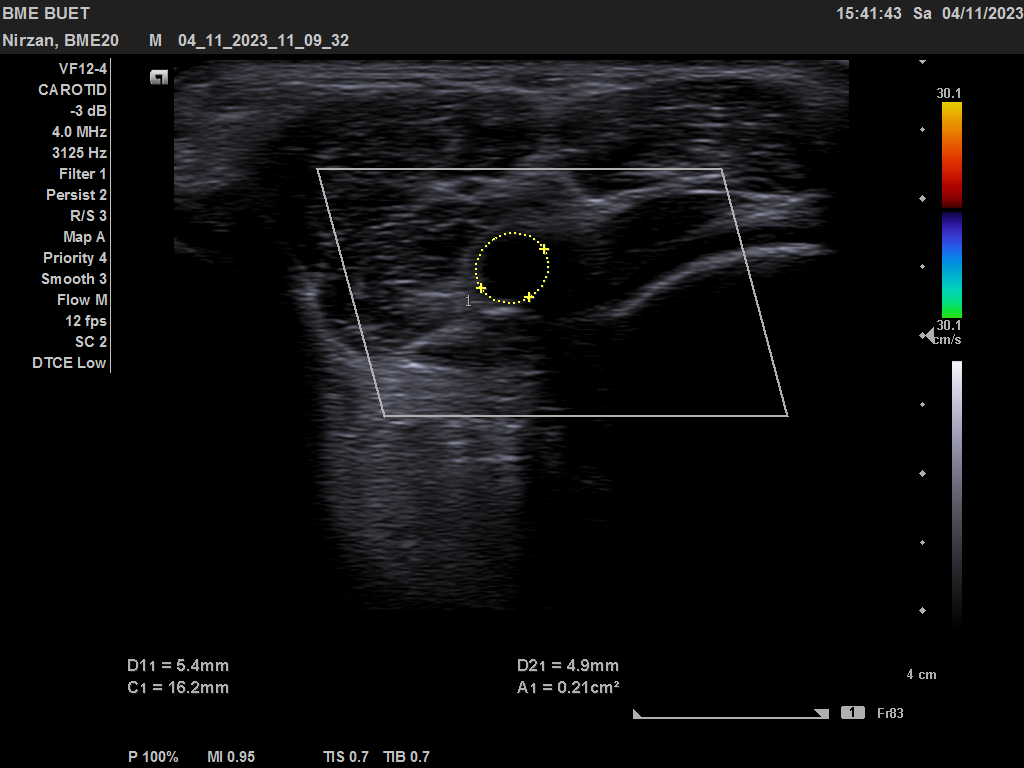 BME BUET 15:41:43 Sa 04/11/2023
Nirzan, BME20 M 04_11_2023_11_09_32
VF12-4
CAROTID
-3 dB
4.0 MHz
3125 Hz
Filter 1
Persist 2
R/S 3
Map A
Priority 4
Smooth 3
Flow M
12 fps
SC 2
DTCE Low
30.1
30.1
cm/s
1
D11 = 5.4mm D21 = 4.9mm
C1 = 16.2mm A1 = 0.21cm²
4 cm
1 Fr83
P 100% MI 0.95 TIS 0.7 TIB 0.7